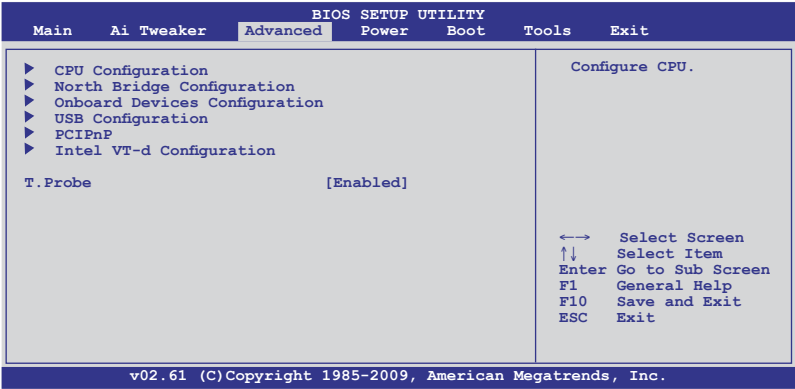 BIOS SETUP UTILITY
Main Ai Tweaker Advanced Power Boot Tools Exit
CPU Configuration
North Bridge Configuration
Onboard Devices Configuration
USB Configuration
PCIPnP
Intel VT-d Configuration
T.Probe [Enabled]
Configure CPU.
←→ Select Screen
↑↓ Select Item
Enter Go to Sub Screen
F1 General Help
F10 Save and Exit
ESC Exit
v02.61 (C)Copyright 1985-2009, American Megatrends, Inc.